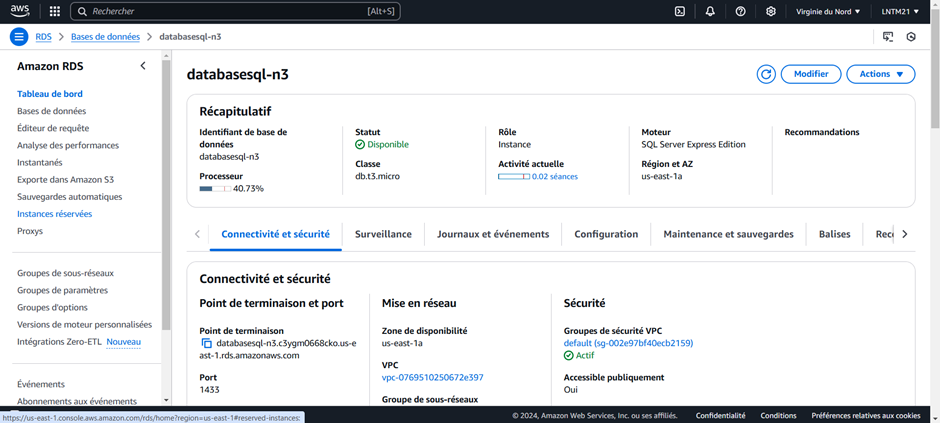 aws
Rechercher
[Alt+S]
Virginie du Nord
LNTM21
RDS
Bases de données
databasesql-n3
Amazon RDS
Tableau de bord
Bases de données
Éditeur de requête
Analyse des performances
Instantanés
Exporte dans Amazon S3
Sauvegardes automatiques
Instances réservées
Proxys
Groupes de sous-réseaux
Groupes de paramètres
Groupes d'options
Versions de moteur personnalisées
Intégrations Zero-ETL Nouveau
Événements
Abonnements aux événements
https://us-east-1.console.aws.amazon.com/rds/home?region=us-east-1#reserved-instances:
databasesql-n3
Modifier
Actions
Récapitulatif
Identifiant de base de
données
databasesql-n3
Processeur
40.73%
Statut
Disponible
Classe
db.t3.micro
Rôle
Instance
Activité actuelle
0.02 séances
Moteur
SQL Server Express Edition
Région et AZ
us-east-1a
Recommandations
Connectivité et sécurité
Surveillance
Journaux et événements
Configuration
Maintenance et sauvegardes
Balises
Rec
Connectivité et sécurité
Point de terminaison et port
Point de terminaison
databasesql-n3.c3ygm0668cko.us-e
ast-1.rds.amazonaws.com
Port
1433
Mise en réseau
Zone de disponibilité
us-east-1a
VPC
vpc-0769510250672e397
Groupe de sous-réseaux
Sécurité
Groupes de sécurité VPC
default (sg-002e97bf40ecb2159)
Actif
Accessible publiquement
Oui
© 2024, Amazon Web Services, Inc. ou ses affiliés.
Confidentialité
Conditions
Préférences relatives aux cookies